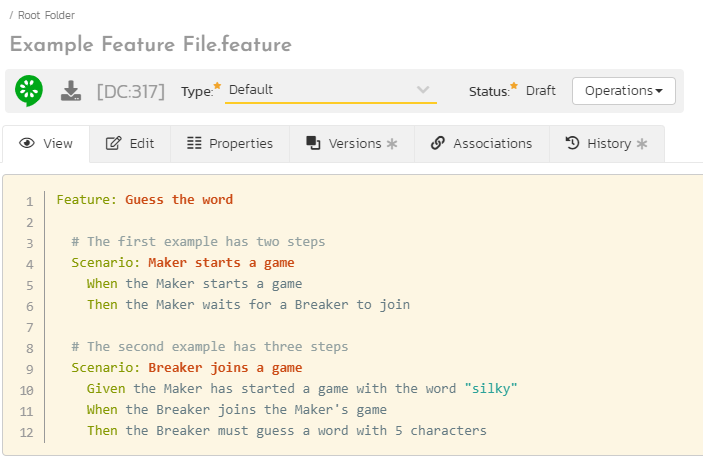 / Root Folder
Example Feature File.feature
[DC:317] Type:* Default Status:* Draft Operations
View Edit Properties Versions * Associations History *
1 Feature: Guess the word
2
3 # The first example has two steps
4 Scenario: Maker starts a game
5 When the Maker starts a game
6 Then the Maker waits for a Breaker to join
7
8 # The second example has three steps
9 Scenario: Breaker joins a game
10 Given the Maker has started a game with the word "silky"
11 When the Breaker joins the Maker's game
12 Then the Breaker must guess a word with 5 characters